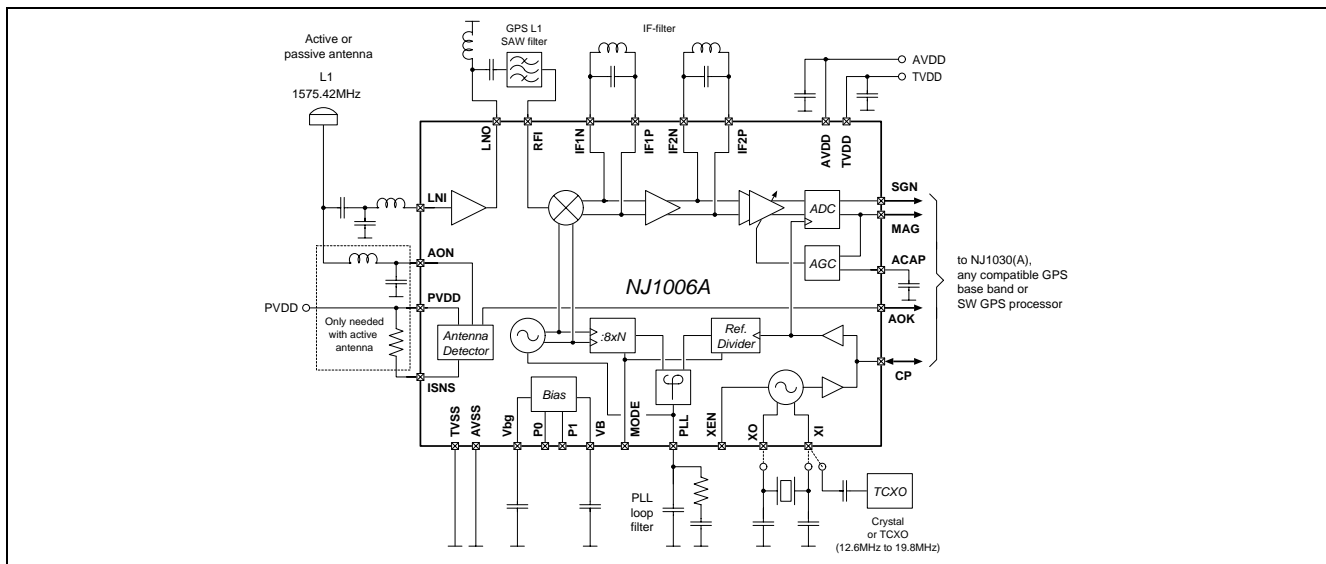 GPS L1
SAW filter
IF-filter
Active or
passive antenna
L1
1575.42MHz
AVDD
TVDD
LNO
RFI
IF1N
IF1P
IF2N
IF2P
AVDD
TVDD
LNI
SGN
ADC
MAG
AON
AGC
ACAP
to NJ1030(A),
any compatible GPS
base band or
SW GPS processor
NJ1006A
PVDD
PVDD
AOK
Only needed
with active
antenna
Antenna
Detector
:8xN
Ref.
Divider
CP
ISNS
Bias
φ
TVSS
AVSS
Vbg
P0
P1
VB
MODE
PLL
XEN
XO
XI
PLL
loop
filter
TCXO
Crystal
or TCXO
(12.6MHz to 19.8MHz)